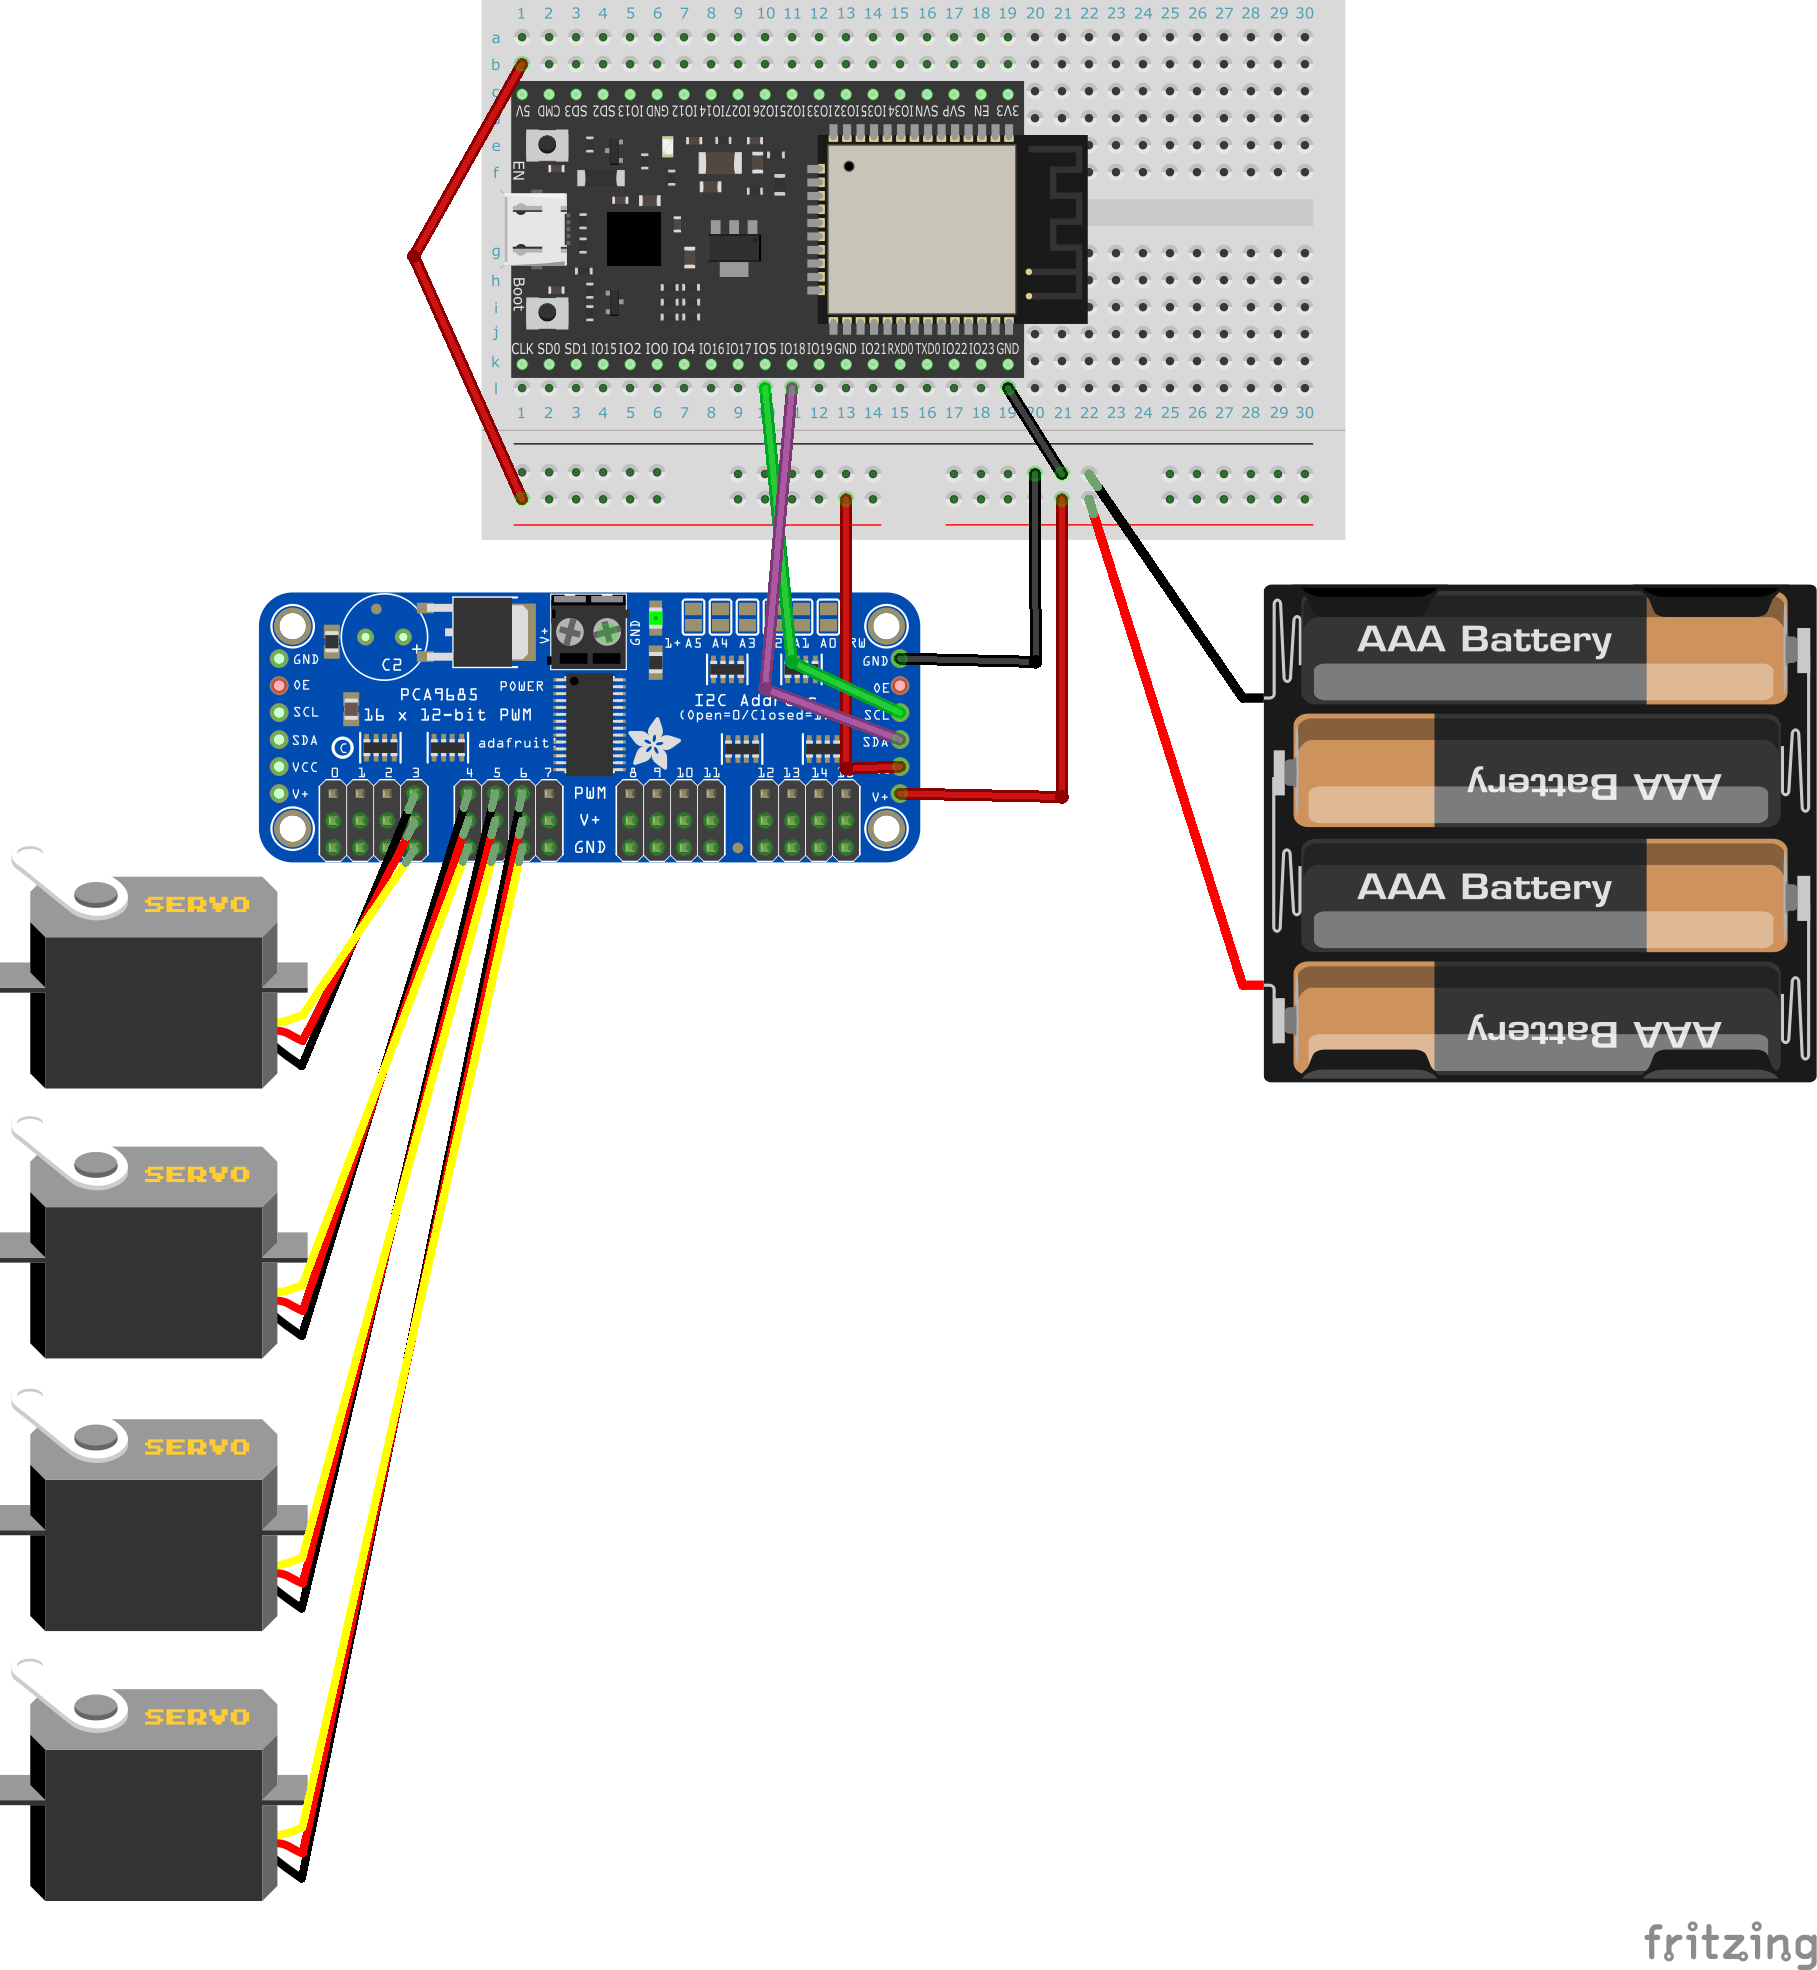 1 2 3 4 5 6 7 8 9 10 11 12 13 14 15 16 17 18 19 20 21 22 23 24 25 26 27 28 29 30
a
b
5V CMD SD3 SD2 IO13 GND IO12 IO14 IO27 IO26 IO25 IO33 IO32 IO35 IO34 SVN SVP EN 3V3
e
f
EN
g
h
Boot
i
j
CLK SD0 SD1 IO15 IO2 IO0 IO4 IO16 IO17 IO5 IO18 IO19 GND IO21 RXD0 TXD0 IO22 IO23 GND
k
l
1 2 3 4 5 6 7 8 9 12 13 14 15 16 17 18 19 20 21 22 23 24 25 26 27 28 29 30
V+ GND
1+ A5 A4 A3 A1 A0
GND C2 + GND
OE PCA9685 POWER I2C OE
SCL 16 x 12-bit PWM (Open=0/Closed= SCL
SDA C adafruit SDA
VCC 0 1 2 3 4 5 6 7 8 9 10 11 12 13 14
V+ PWM V+
V+
GND
AAA Battery
AAA Battery
AAA Battery
AAA Battery
SERVO
SERVO
SERVO
SERVO
fritzing